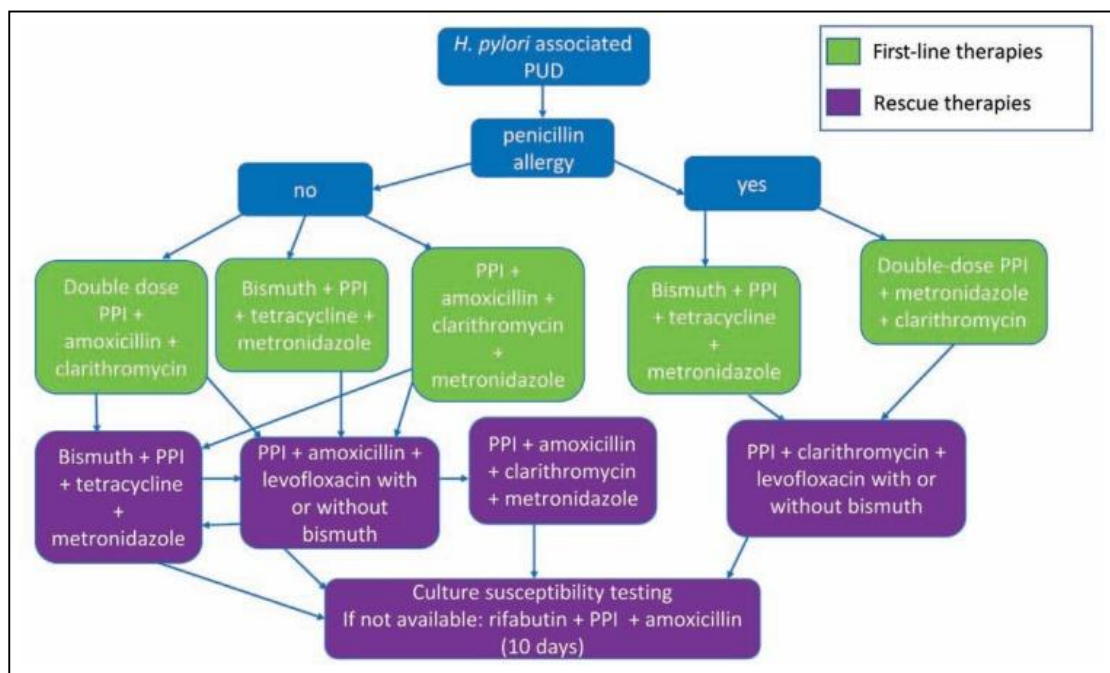 H. pylori associated
PUD
First-line therapies
Rescue therapies
penicillin
allergy
no
yes
Double dose
PPI +
amoxicillin +
clarithromycin
Bismuth + PPI
+ tetracycline +
metronidazole
PPI +
amoxicillin +
clarithromycin
+
metronidazole
Bismuth + PPI
+ tetracycline
+
metronidazole
Double-dose PPI
+ metronidazole
+ clarithromycin
Bismuth + PPI
+ tetracycline
+
metronidazole
PPI + amoxicillin +
levofloxacin with
or without
bismuth
PPI + amoxicillin
+ clarithromycin
+ metronidazole
PPI + clarithromycin +
levofloxacin with or
without bismuth
Culture susceptibility testing
If not available: rifabutin + PPI + amoxicillin
(10 days)